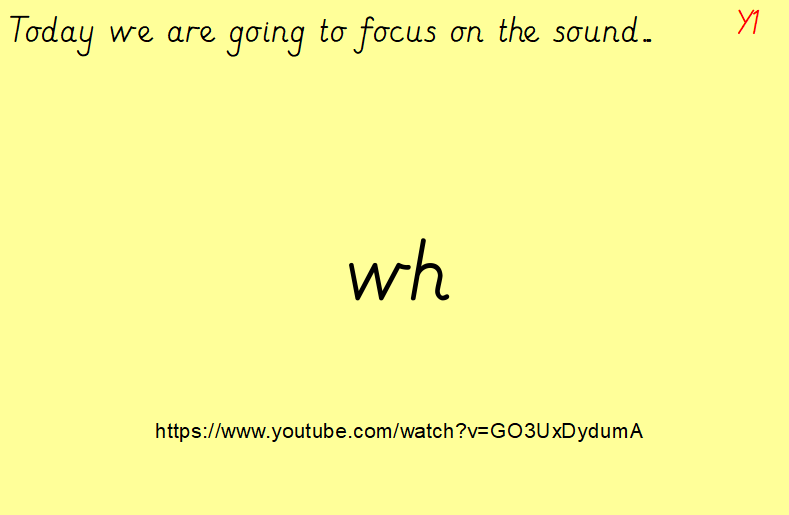 Today we are going to focus on the sound... Y1
wh
https://www.youtube.com/watch?v=GO3UxDydumA